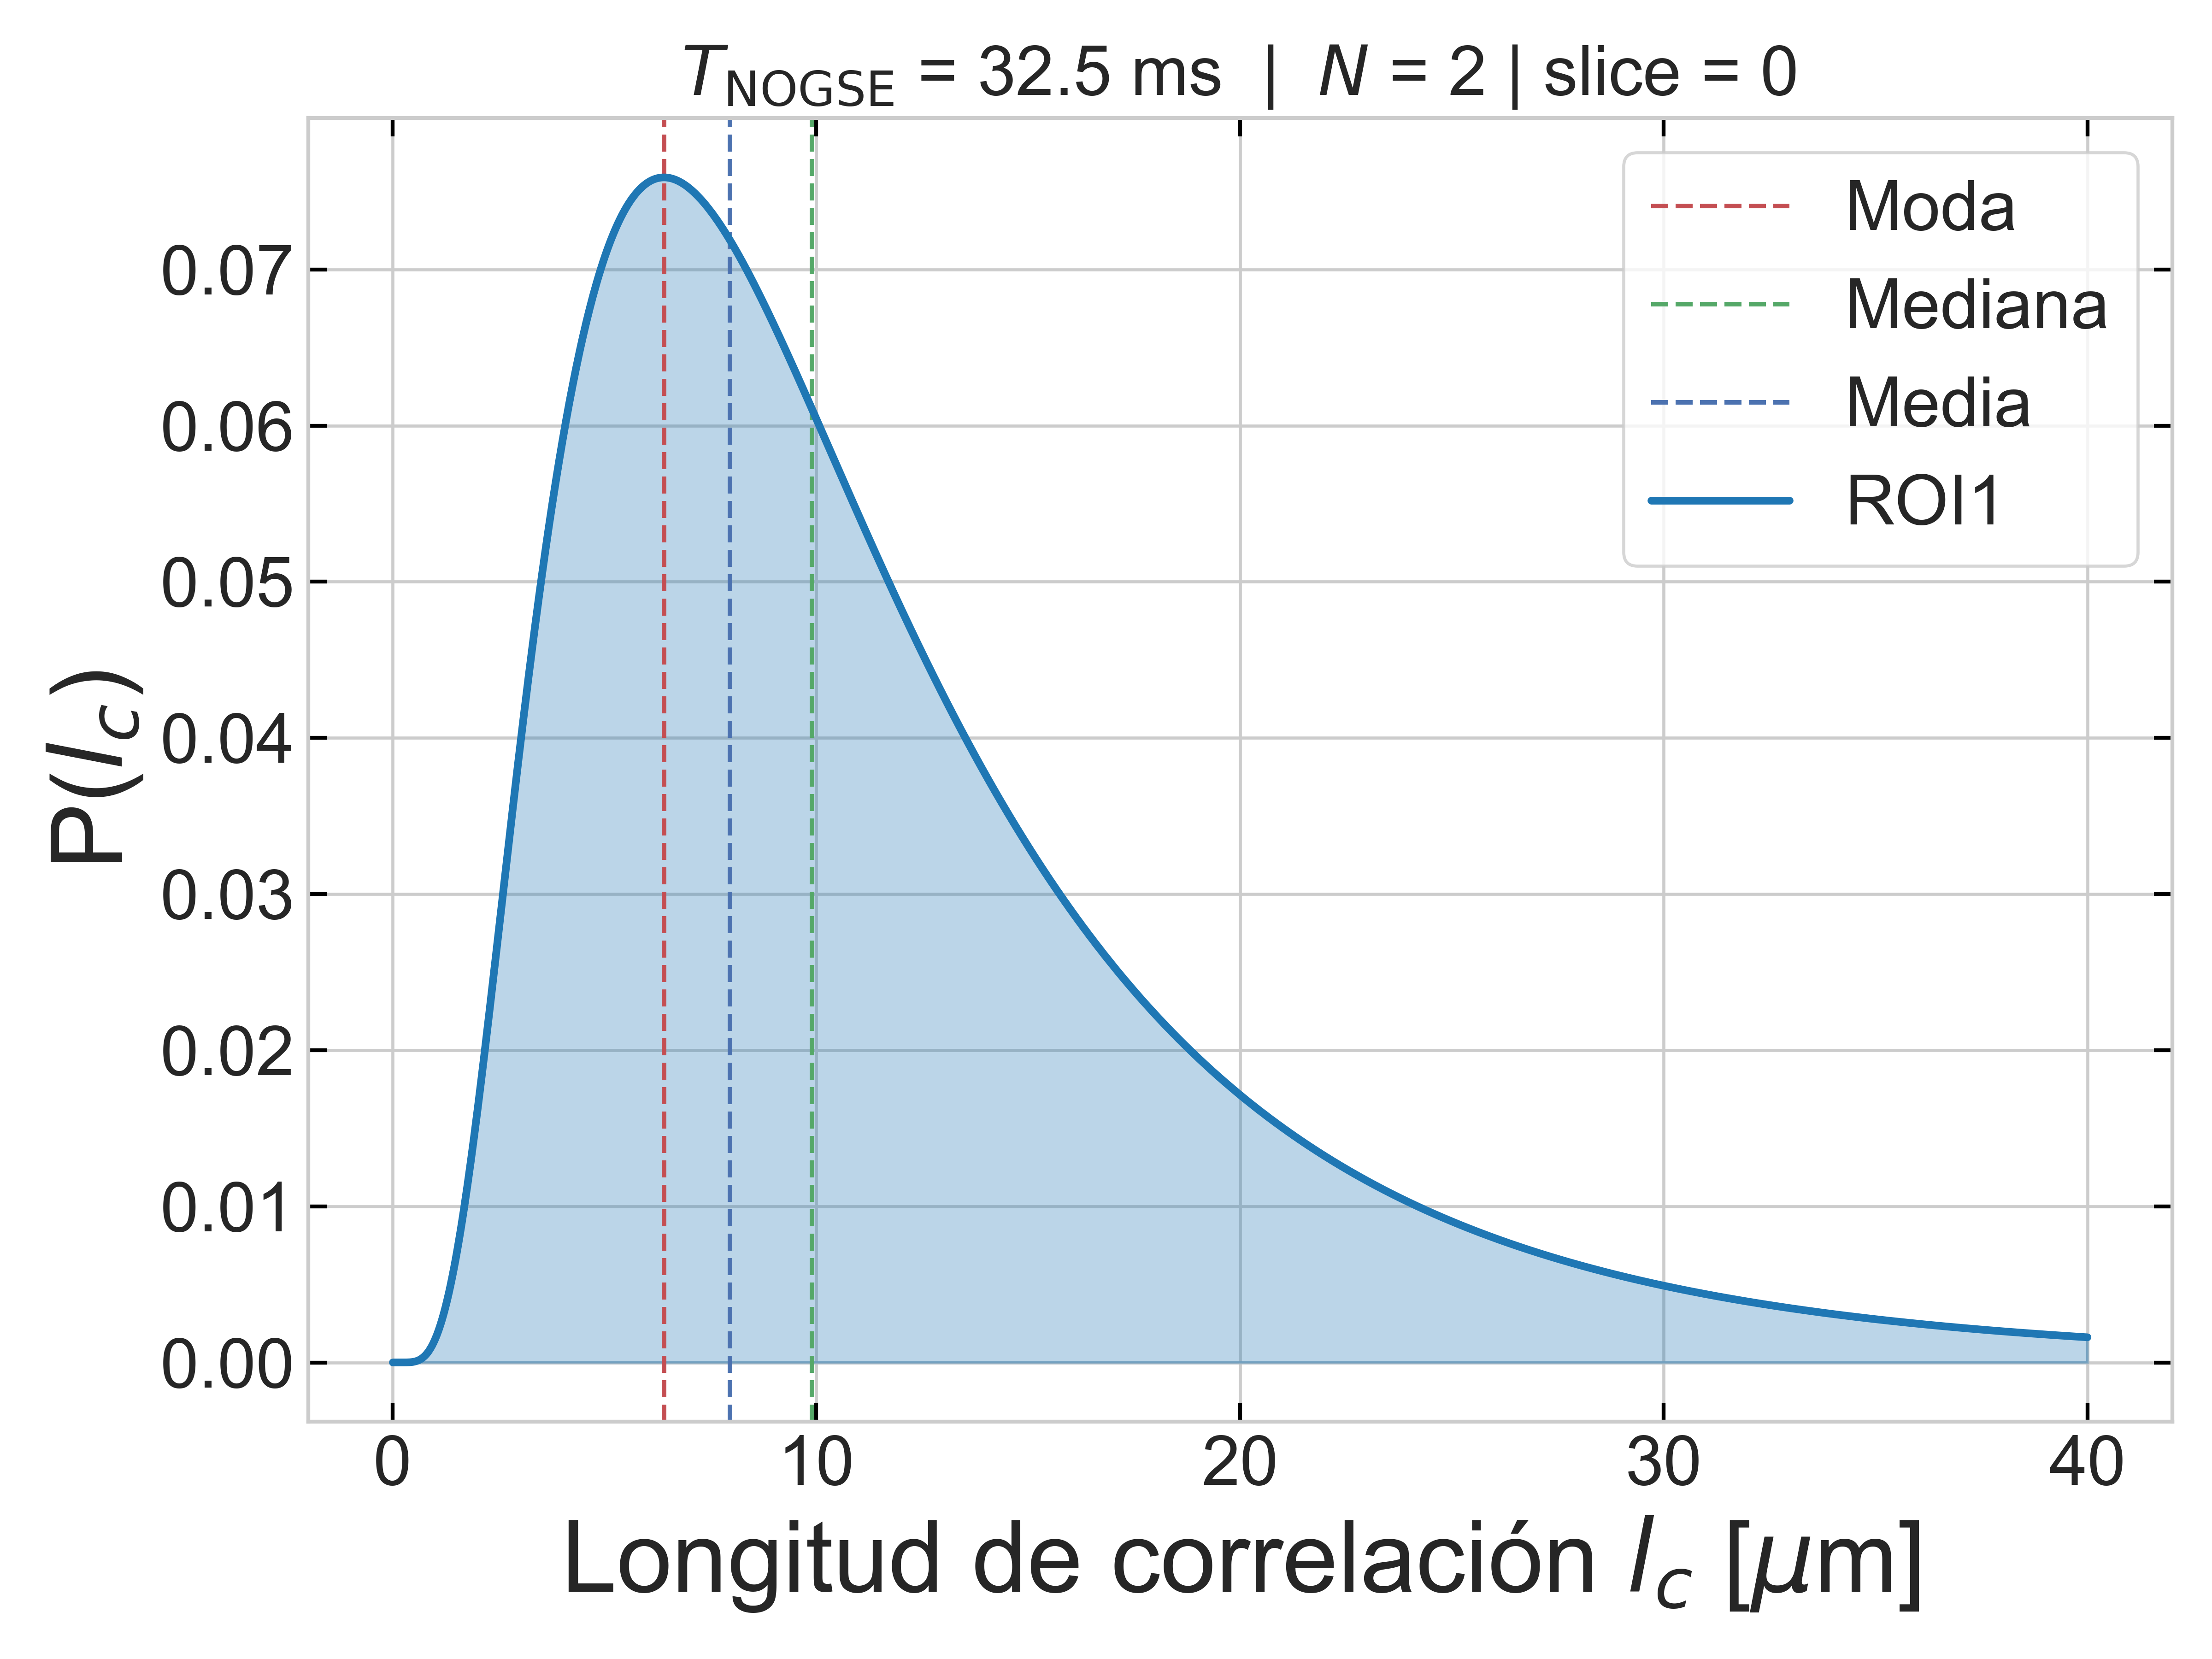 T_NOGSE = 32.5 ms | N = 2 | slice = 0
Moda
Mediana
Media
ROI1
P(l_c)
0.07
0.06
0.05
0.04
0.03
0.02
0.01
0.00
0 10 20 30 40
Longitud de correlación l_c [μm]